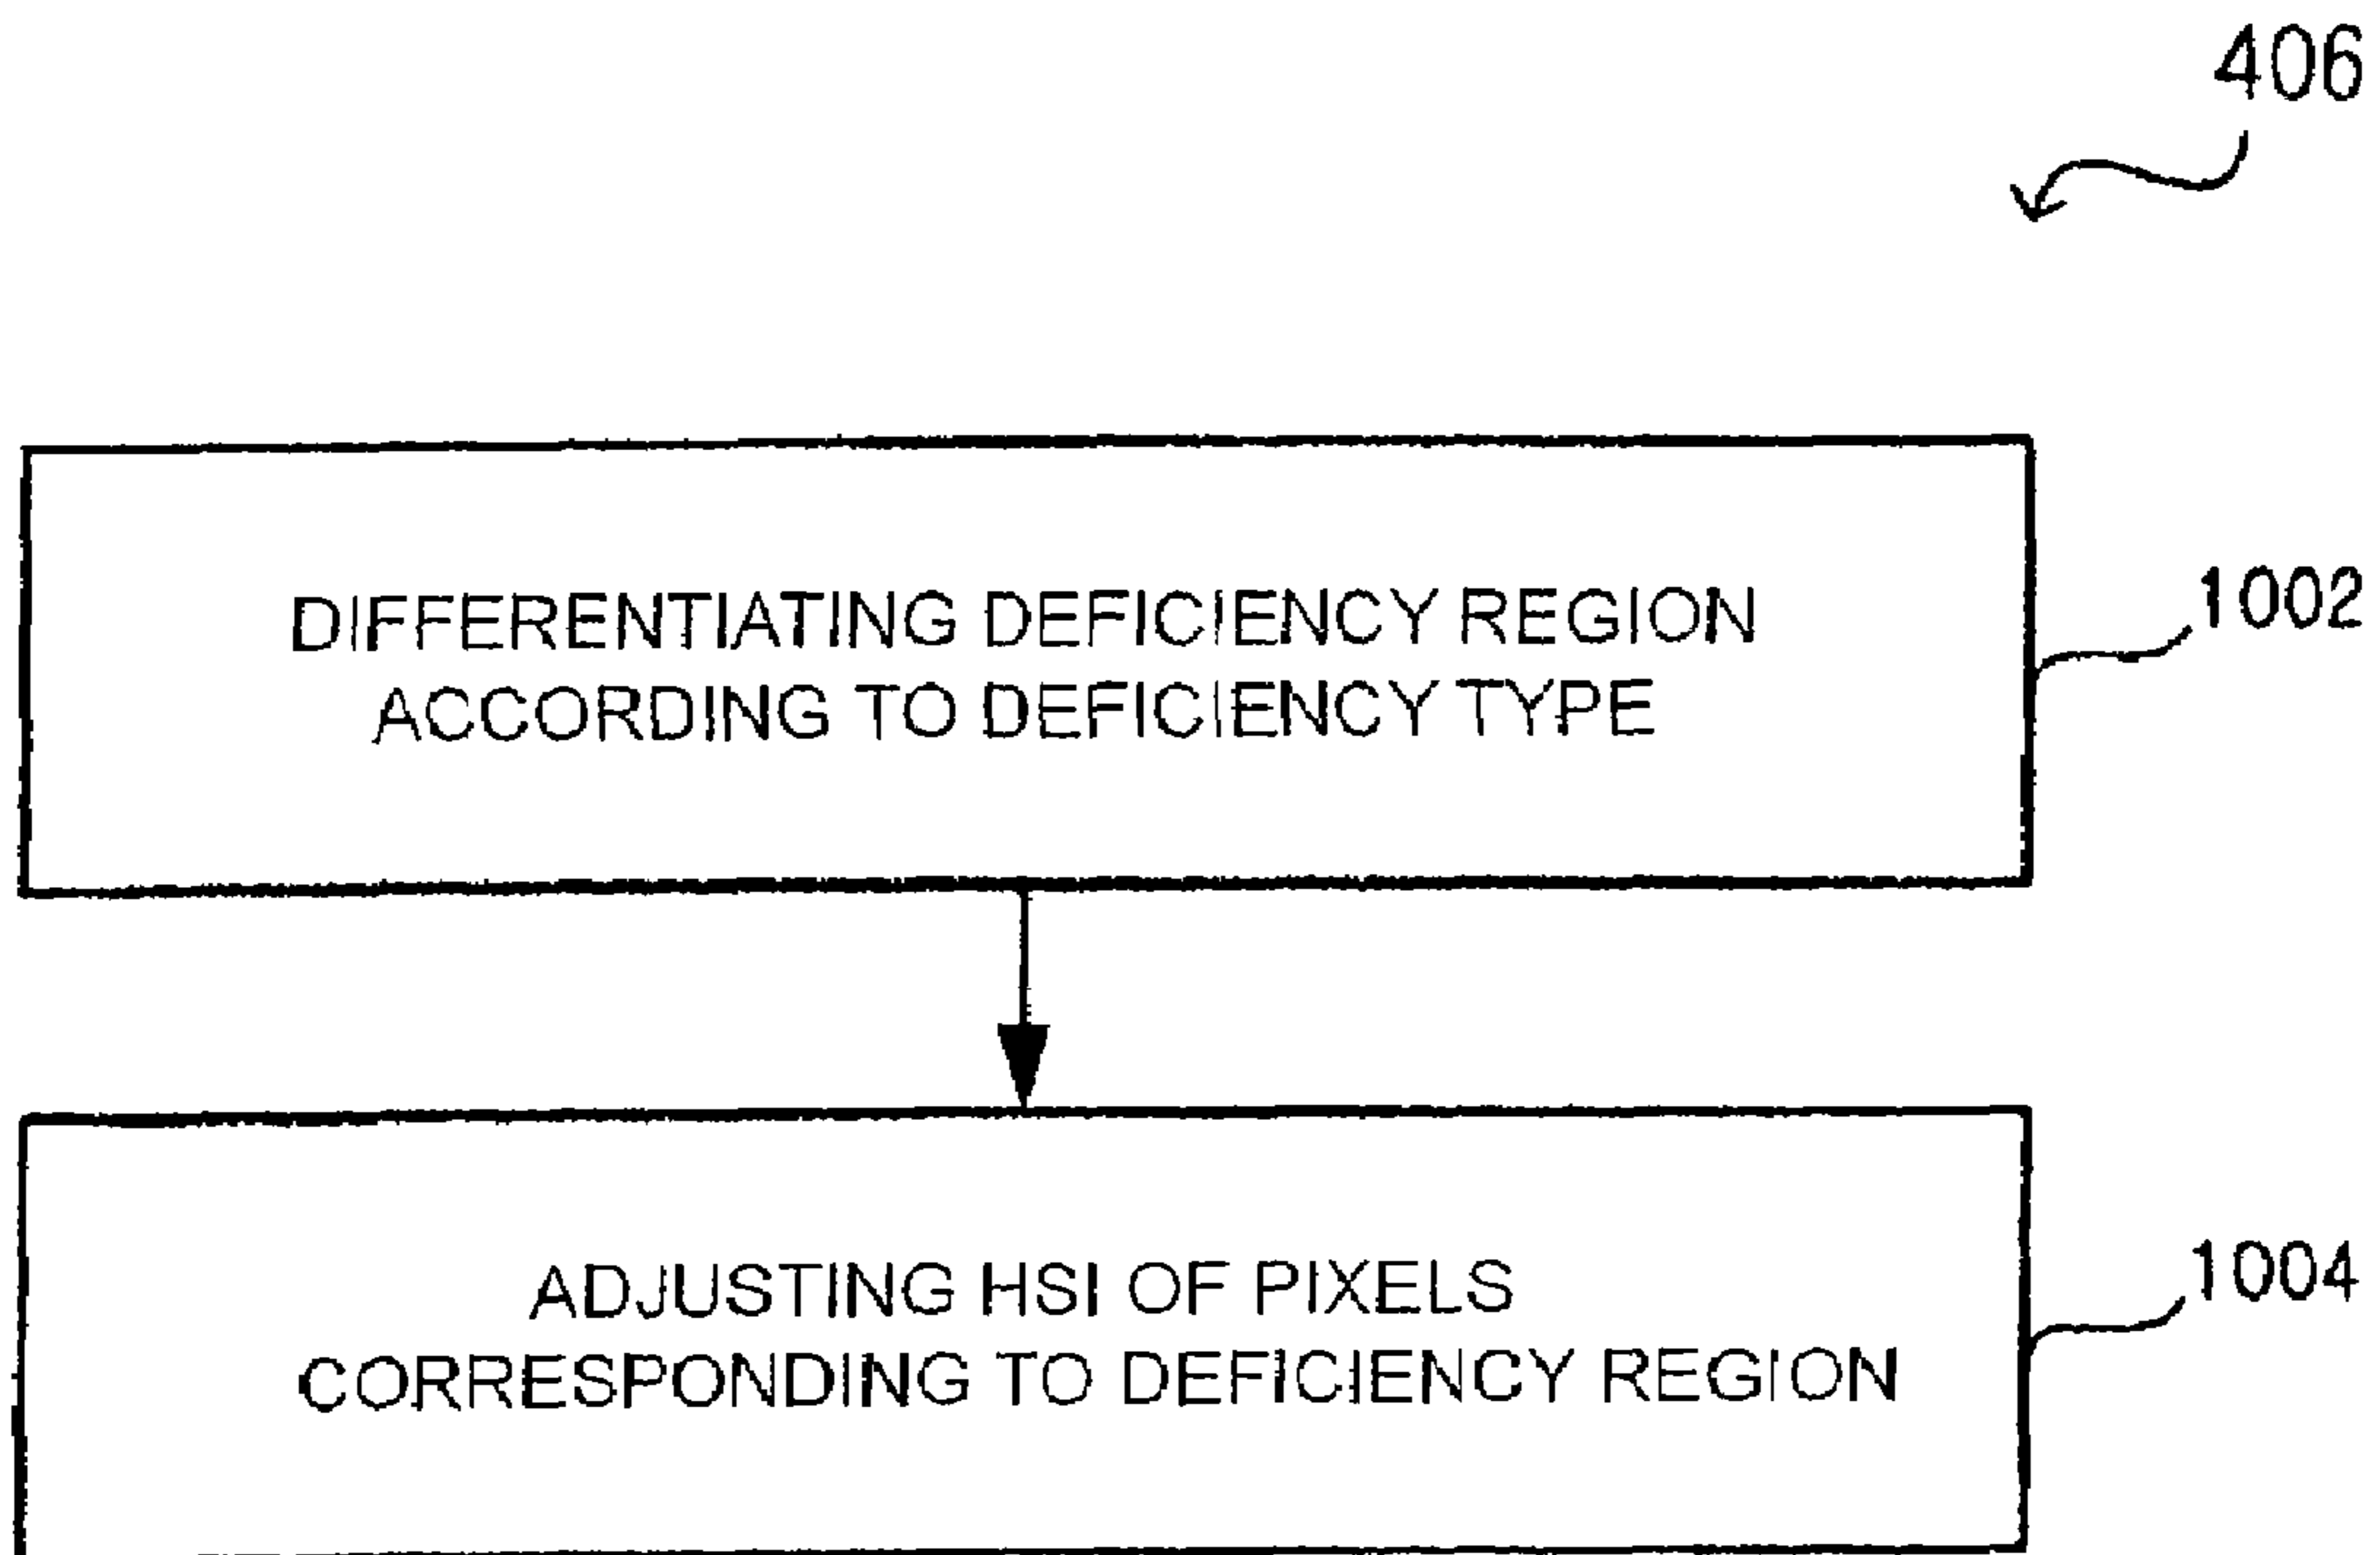 406
DIFFERENTIATING DEFICIENCY REGION
ACCORDING TO DEFICIENCY TYPE
1002
ADJUSTING HSI OF PIXELS
CORRESPONDING TO DEFICIENCY REGION
1004